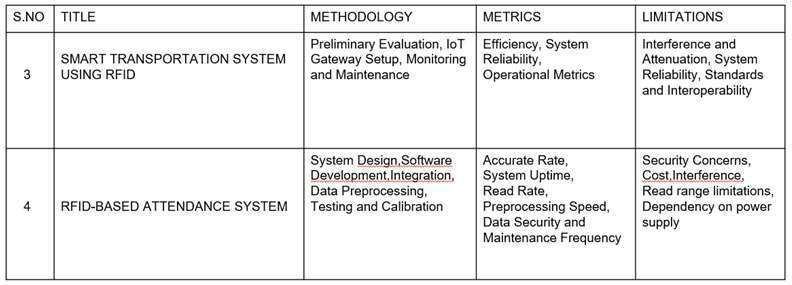 S.NO TITLE METHODOLOGY METRICS LIMITATIONS
3
SMART TRANSPORTATION SYSTEM
USING RFID
Preliminary Evaluation, IoT
Gateway Setup, Monitoring
and Maintenance
Efficiency, System
Reliability,
Operational Metrics
Interference and
Attenuation, System
Reliability, Standards
and Interoperability
4
RFID-BASED ATTENDANCE SYSTEM
System Design,Software
Development,Integration,
Data Preprocessing,
Testing and Calibration
Accurate Rate,
System Uptime,
Read Rate,
Preprocessing Speed,
Data Security and
Maintenance Frequency
Security Concerns,
Cost,Interference,
Read range limitations,
Dependency on power
supply